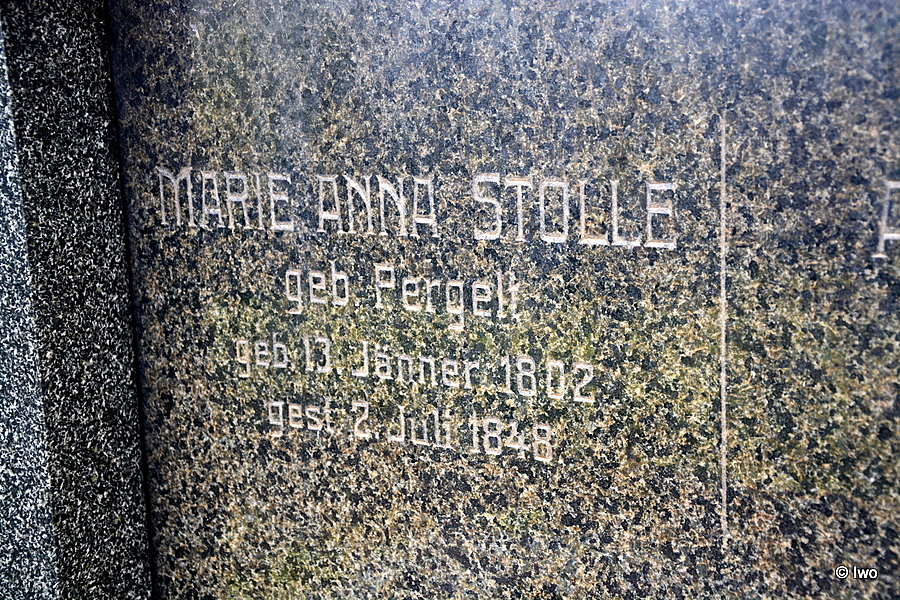 MARIE ANNA STOLLE
geb Pergelt
geb. 13. Jänner 1802
gest 2. Juli 1848
© Iwo